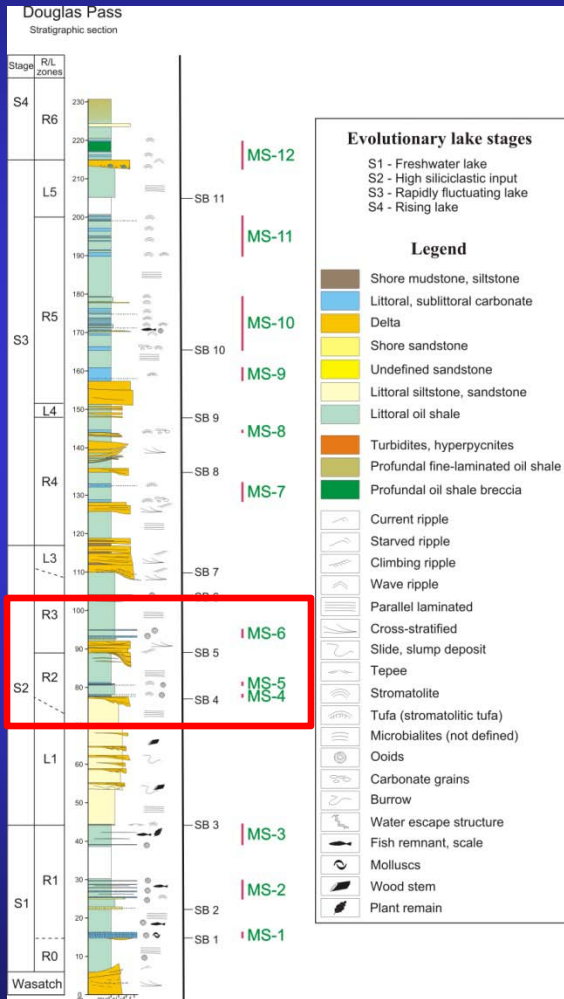 Douglas Pass
Stratigraphic section
Stage
R/L
zones
S4
R6
L5
S3
R5
L4
R4
L3
R3
R2
S2
L1
R1
S1
R0
Wasatch
230
220
210
200
190
180
170
160
150
140
130
120
110
100
90
80
70
60
50
40
30
20
10
0
SB 11
SB 10
SB 9
SB 8
SB 7
SB 5
SB 4
SB 3
SB 2
SB 1
MS-12
MS-11
MS-10
MS-9
MS-8
MS-7
MS-6
MS-5
MS-4
MS-3
MS-2
MS-1
Evolutionary lake stages
S1 - Freshwater lake
S2 - High siliciclastic input
S3 - Rapidly fluctuating lake
S4 - Rising lake
Legend
Shore mudstone, siltstone
Littoral, sublittoral carbonate
Delta
Shore sandstone
Undefined sandstone
Littoral siltstone, sandstone
Littoral oil shale
Turbidites, hyperpycnites
Profundal fine-laminated oil shale
Profundal oil shale breccia
Current ripple
Starved ripple
Climbing ripple
Wave ripple
Parallel laminated
Cross-stratified
Slide, slump deposit
Tepee
Stromatolite
Tufa (stromatolitic tufa)
Microbialites (not defined)
Ooids
Carbonate grains
Burrow
Water escape structure
Fish remnant, scale
Molluscs
Wood stem
Plant remain